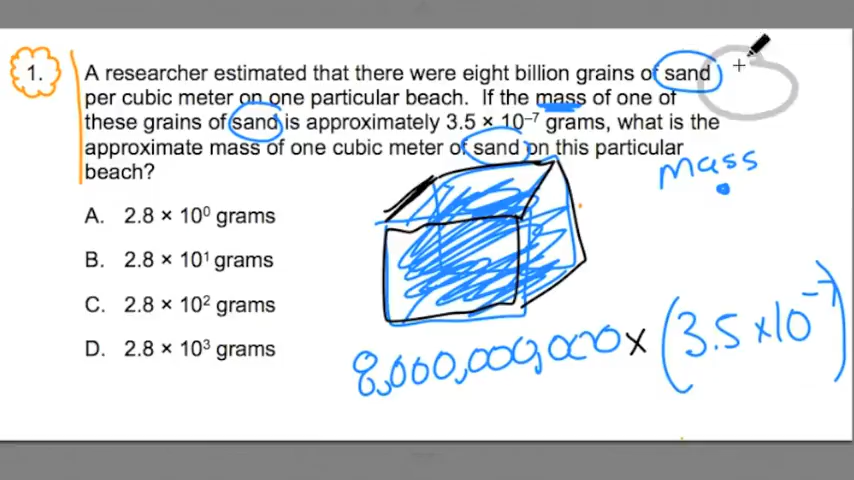 1. A researcher estimated that there were eight billion grains of sand
per cubic meter on one particular beach. If the mass of one of
these grains of sand is approximately 3.5 × 10⁻⁷ grams, what is the
approximate mass of one cubic meter of sand on this particular
beach?
mass
A. 2.8 × 10⁰ grams
B. 2.8 × 10¹ grams
C. 2.8 × 10² grams
D. 2.8 × 10³ grams
8,000,000,000 × (3.5 × 10⁻⁷)